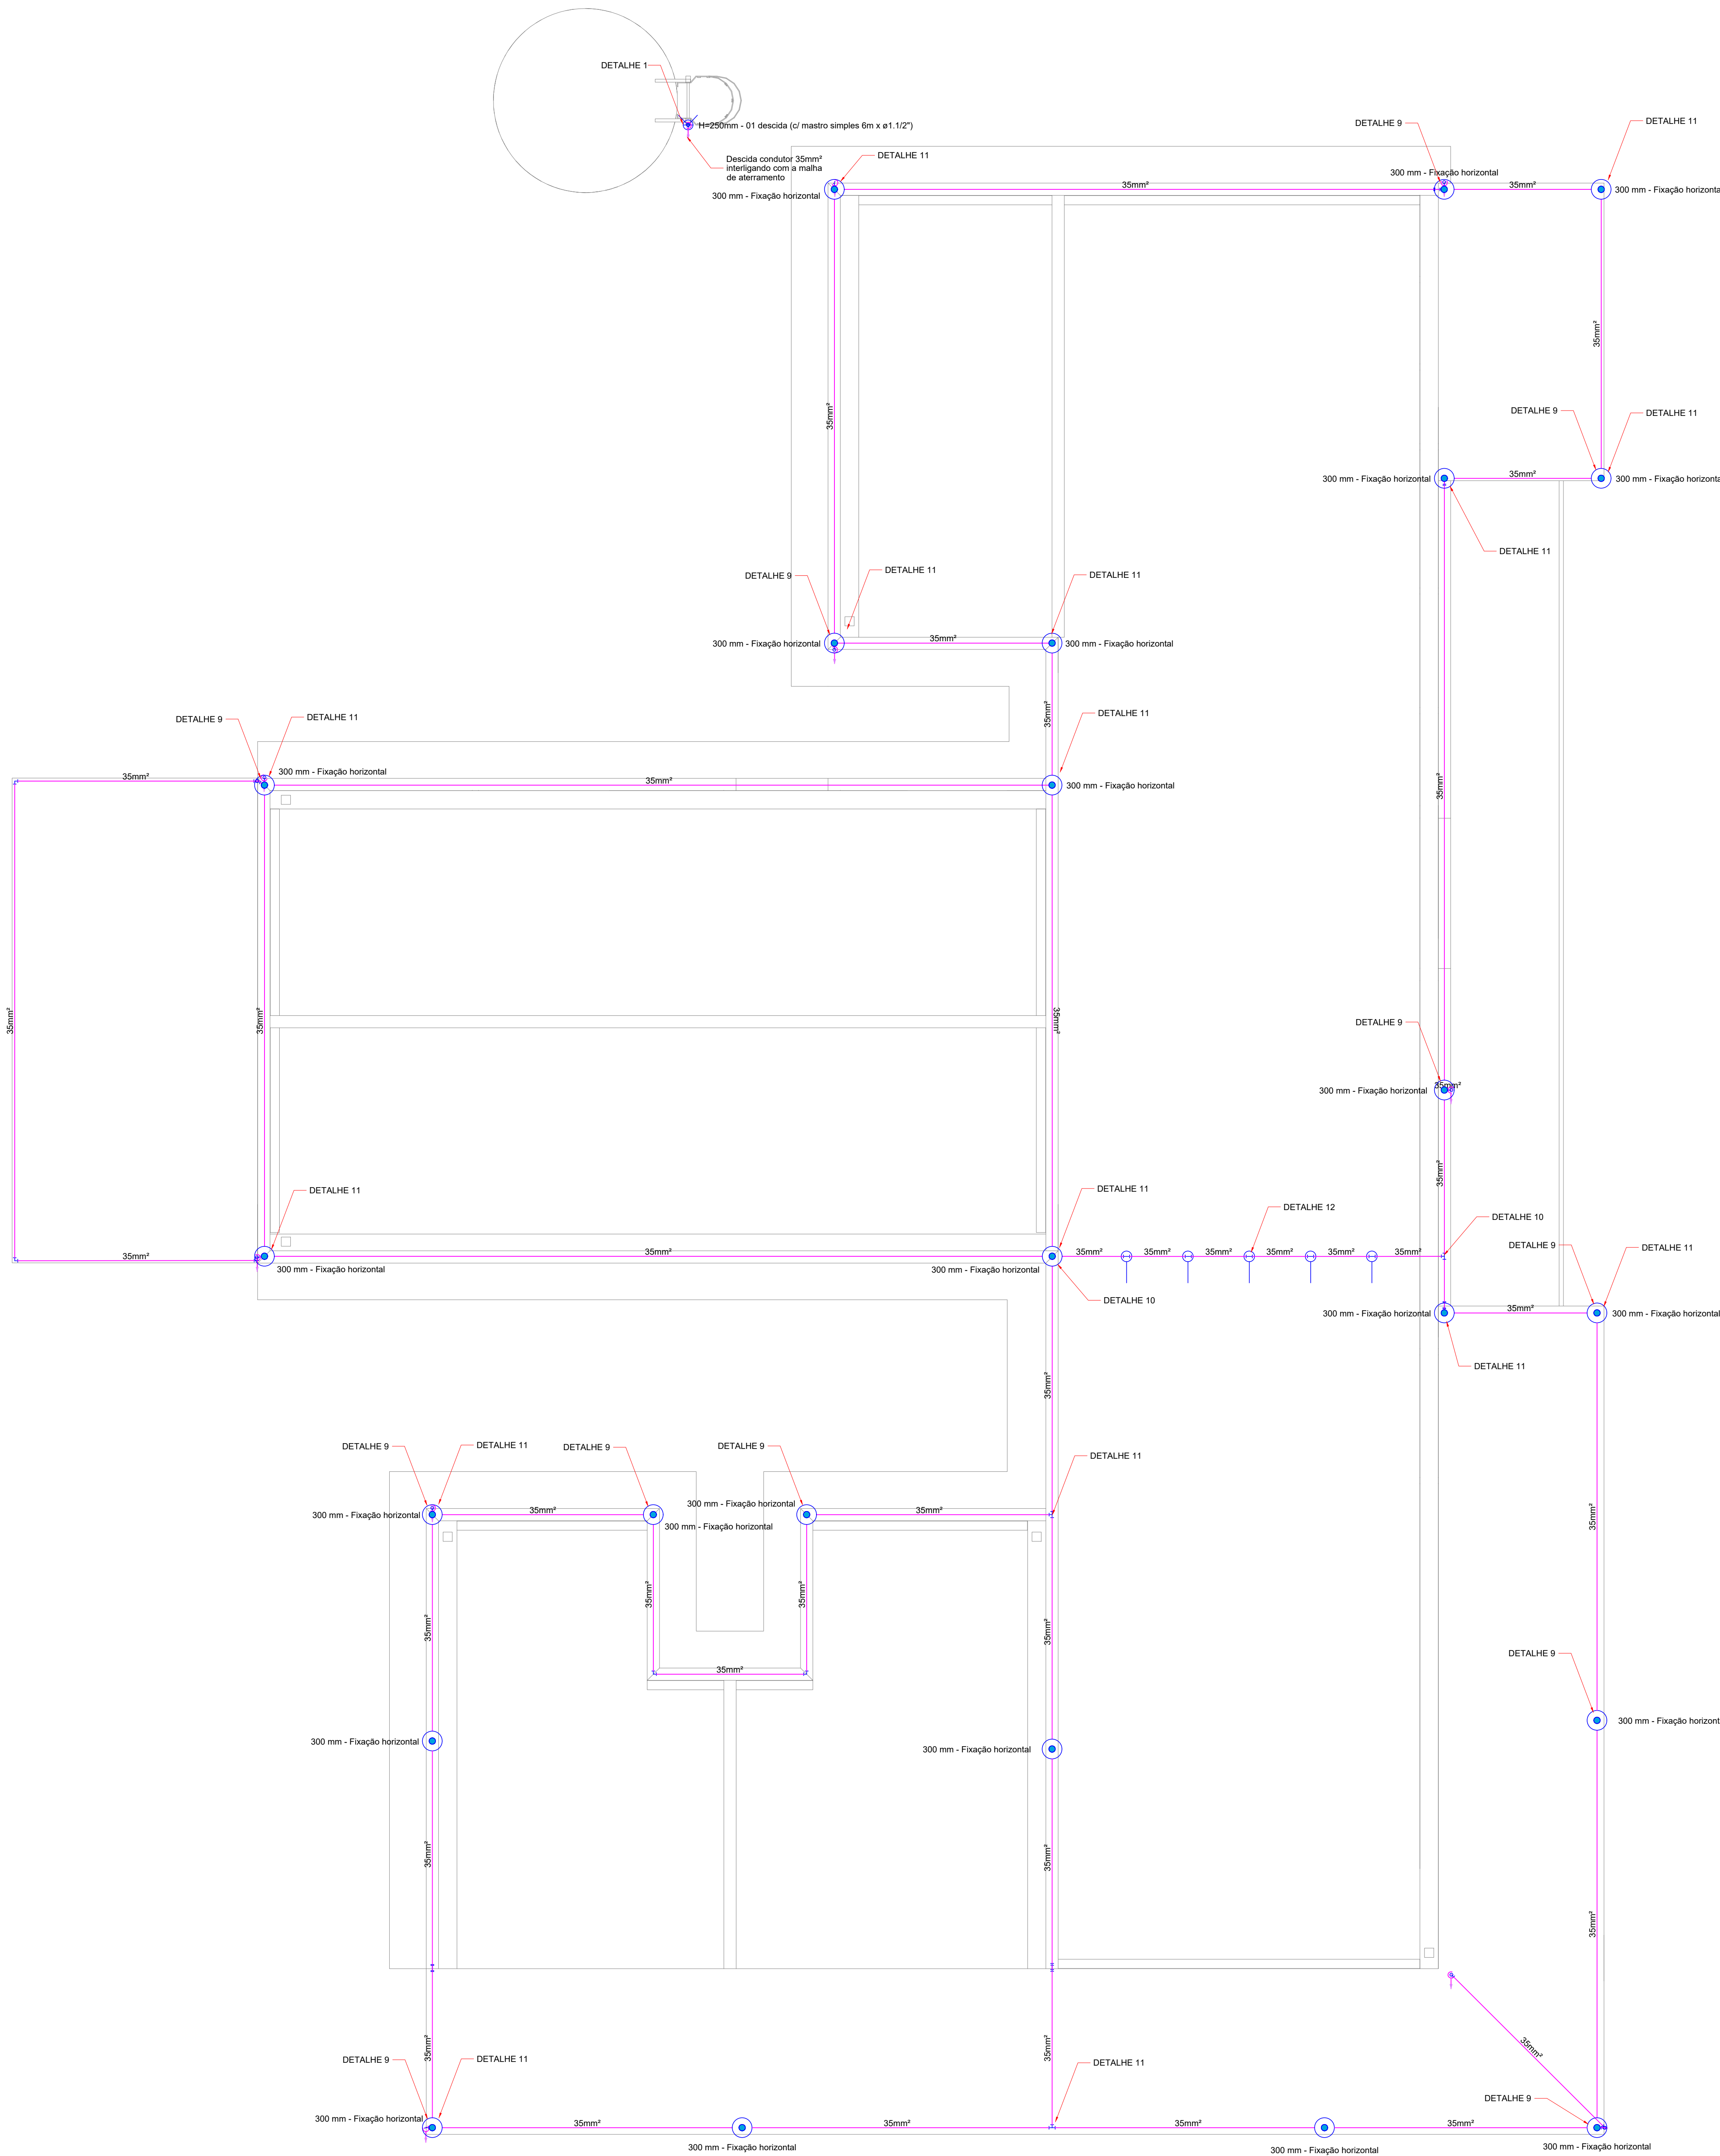 DETALHE 1
H=250mm - 01 descida (c/ mastro simples 6m x ø1.1/2")
Descida condutor 35mm²
interligando com a malha
de aterramento
DETALHE 9
DETALHE 11
DETALHE 11
300 mm - Fixação horizontal
300 mm - Fixação horizontal
35mm²
35mm²
300 mm - Fixação horizontal
35mm²
35mm²
DETALHE 9
DETALHE 11
300 mm - Fixação horizontal
35mm²
300 mm - Fixação horizontal
DETALHE 11
DETALHE 9
DETALHE 11
DETALHE 11
300 mm - Fixação horizontal
35mm²
300 mm - Fixação horizontal
35mm²
DETALHE 9
DETALHE 11
DETALHE 11
300 mm - Fixação horizontal
35mm²
35mm²
300 mm - Fixação horizontal
35mm²
35mm²
35mm²
35mm²
DETALHE 9
35mm²
300 mm - Fixação horizontal
35mm²
DETALHE 11
DETALHE 11
DETALHE 12
DETALHE 10
DETALHE 9
DETALHE 11
35mm²
35mm²
35mm²
35mm²
35mm²
35mm²
35mm²
35mm²
300 mm - Fixação horizontal
300 mm - Fixação horizontal
DETALHE 10
300 mm - Fixação horizontal
35mm²
300 mm - Fixação horizontal
DETALHE 11
35mm²
DETALHE 9
DETALHE 11
DETALHE 9
DETALHE 9
DETALHE 11
300 mm - Fixação horizontal
35mm²
300 mm - Fixação horizontal
35mm²
300 mm - Fixação horizontal
35mm²
35mm²
35mm²
35mm²
35mm²
35mm²
DETALHE 9
300 mm - Fixação horizontal
300 mm - Fixação horizontal
300 mm - Fixação horizont
35mm²
35mm²
35mm²
35mm²
35mm²
35mm²
DETALHE 9
DETALHE 11
DETALHE 11
DETALHE 9
300 mm - Fixação horizontal
35mm²
35mm²
35mm²
35mm²
300 mm - Fixação horizontal
300 mm - Fixação horizontal
300 mm - Fixação horizontal